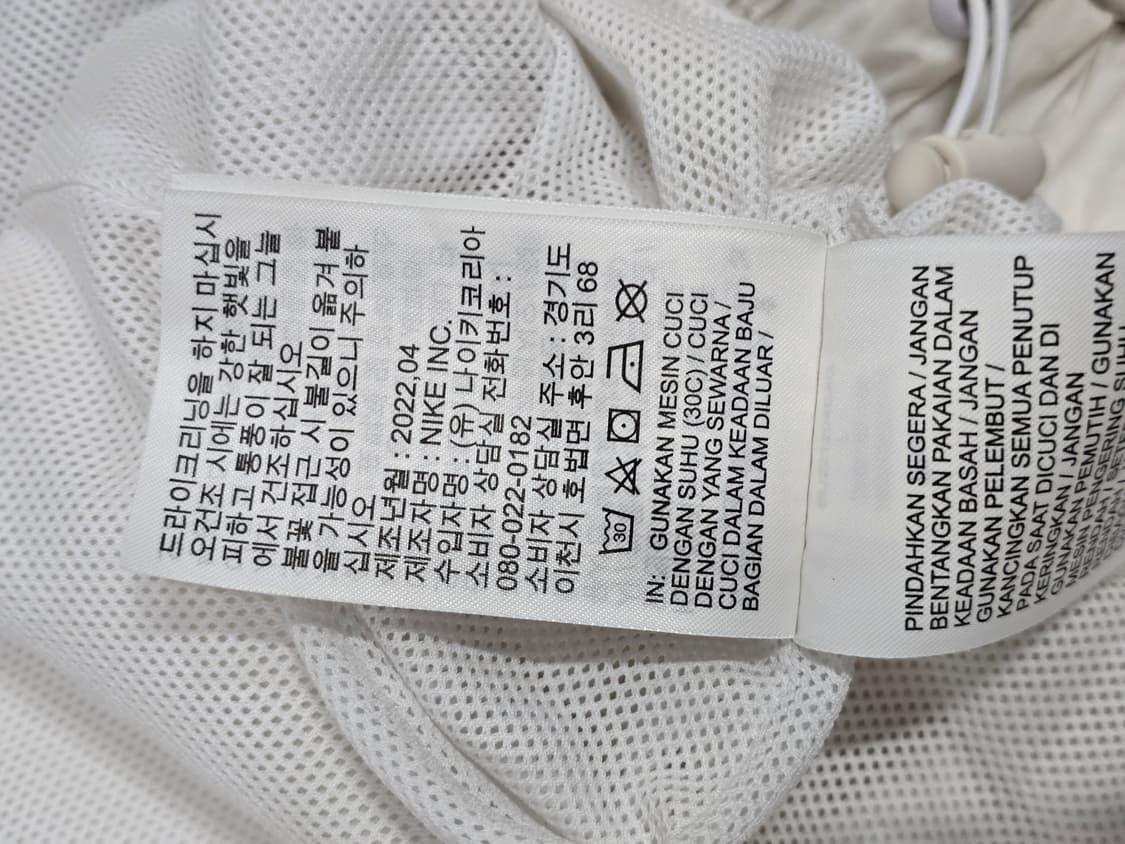 드라이크리닝을 하지 마십시
오건조 시에는 강한 햇빛을
피하고 통풍이 잘 되는 그늘
에서 건조하십시오
불꽃 접근 시 불길이 옮겨 붙
을 가능성이 있으니 주의하
십시오
제조년월 : 2022,04
제조자명 : NIKE INC.
수입자명 : (유) 나이키코리아
소비자 상담실 전화번호 :
080-022-0182
소비자 상담실 주소 : 경기도
이천시 호법면 후안 3리 68
30
IN: GUNAKAN MESIN CUCI
DENGAN SUHU (30C) / CUCI
DENGAN YANG SEWARNA /
CUCI DALAM KEADAAN BAJU
BAGIAN DALAM DILUAR /
PINDAHKAN SEGERA / JANGAN
BENTANGKAN PAKAIAN DALAM
KEADAAN BASAH / JANGAN
GUNAKAN PELEMBUT /
KANCINGKAN SEMUA PENUTUP
PADA SAAT DICUCI DAN DI
KERINGKAN / JANGAN
GUNAKAN PEMUTIH / GUNAKAN
MESIN PENGERING